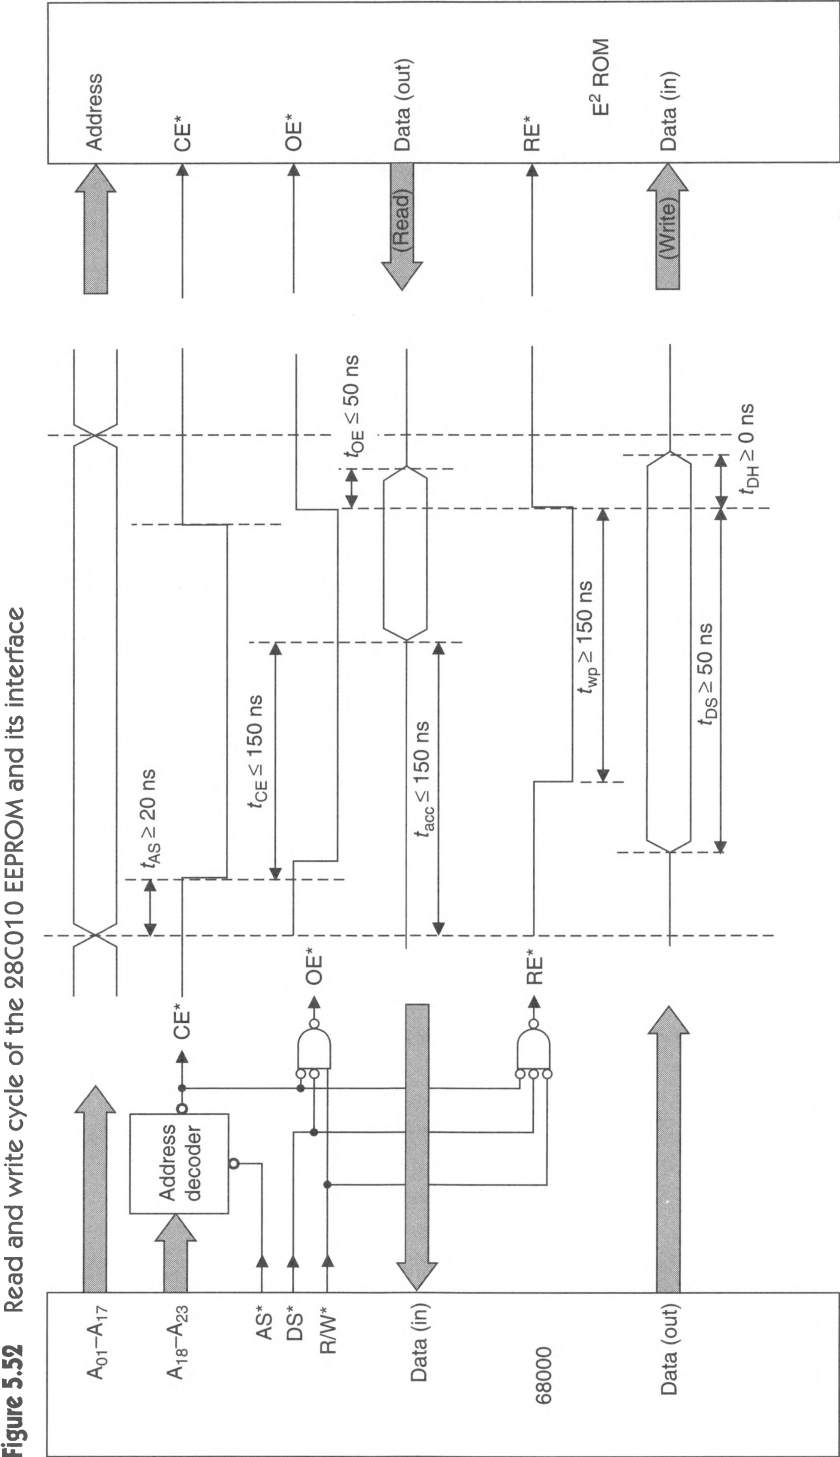 Figure 5.52 Read and write cycle of the 28C010 EEPROM and its interface
A01–A17
A18–A23
AS*
DS*
R/W*
Data (in)
68000
Data (out)
Address
decoder
CE*
OE*
RE*
tAS ≥ 20 ns
tCE ≤ 150 ns
tOE ≤ 50 ns
tacc ≤ 150 ns
twp ≥ 150 ns
tDS ≥ 50 ns
tDH ≥ 0 ns
(Read)
(Write)
Address
CE*
OE*
Data (out)
RE*
E2 ROM
Data (in)